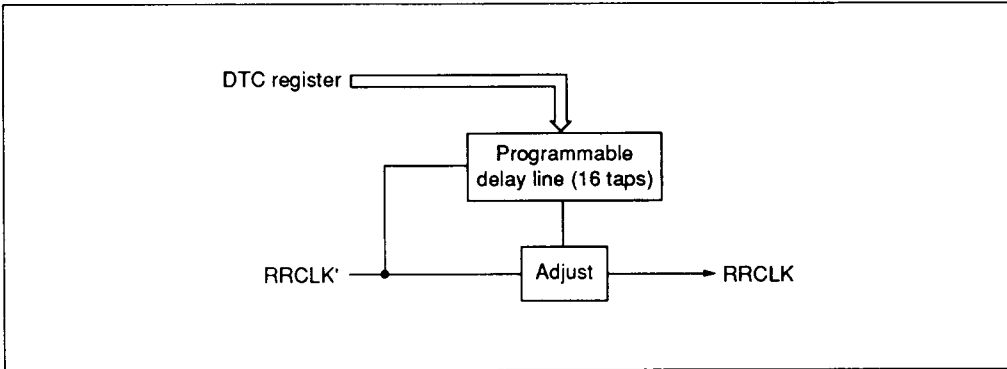 DTC register
Programmable
delay line (16 taps)
RRCLK'
Adjust
RRCLK